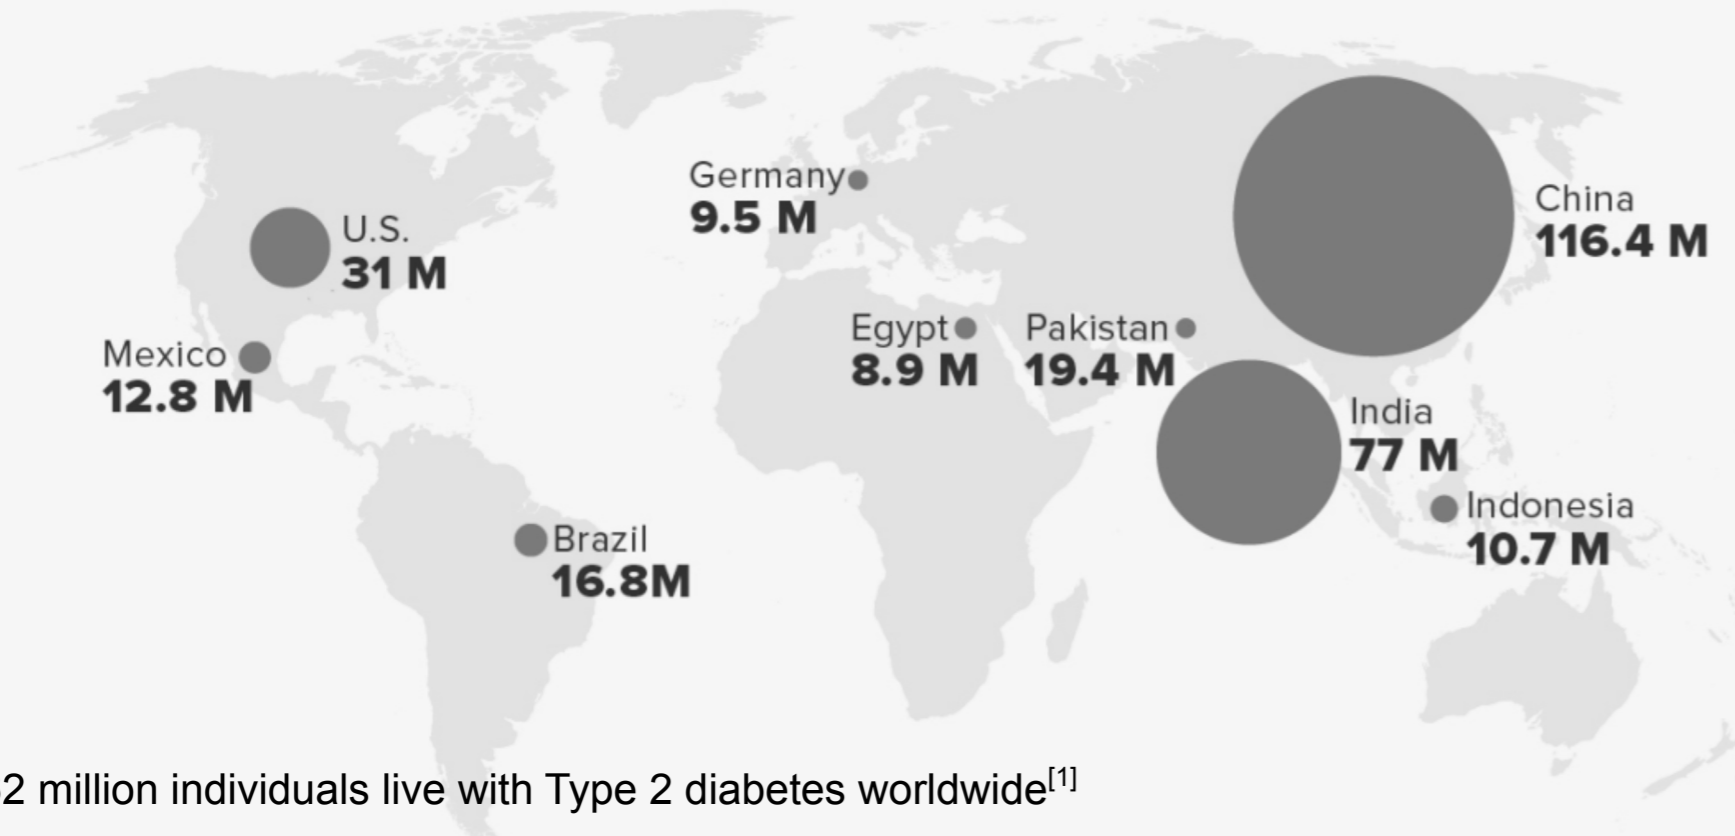 Germany
9.5 M
U.S.
31 M
China
116.4 M
Mexico
12.8 M
Egypt
8.9 M
Pakistan
19.4 M
India
77 M
Indonesia
10.7 M
Brazil
16.8M
2 million individuals live with Type 2 diabetes worldwide[1]